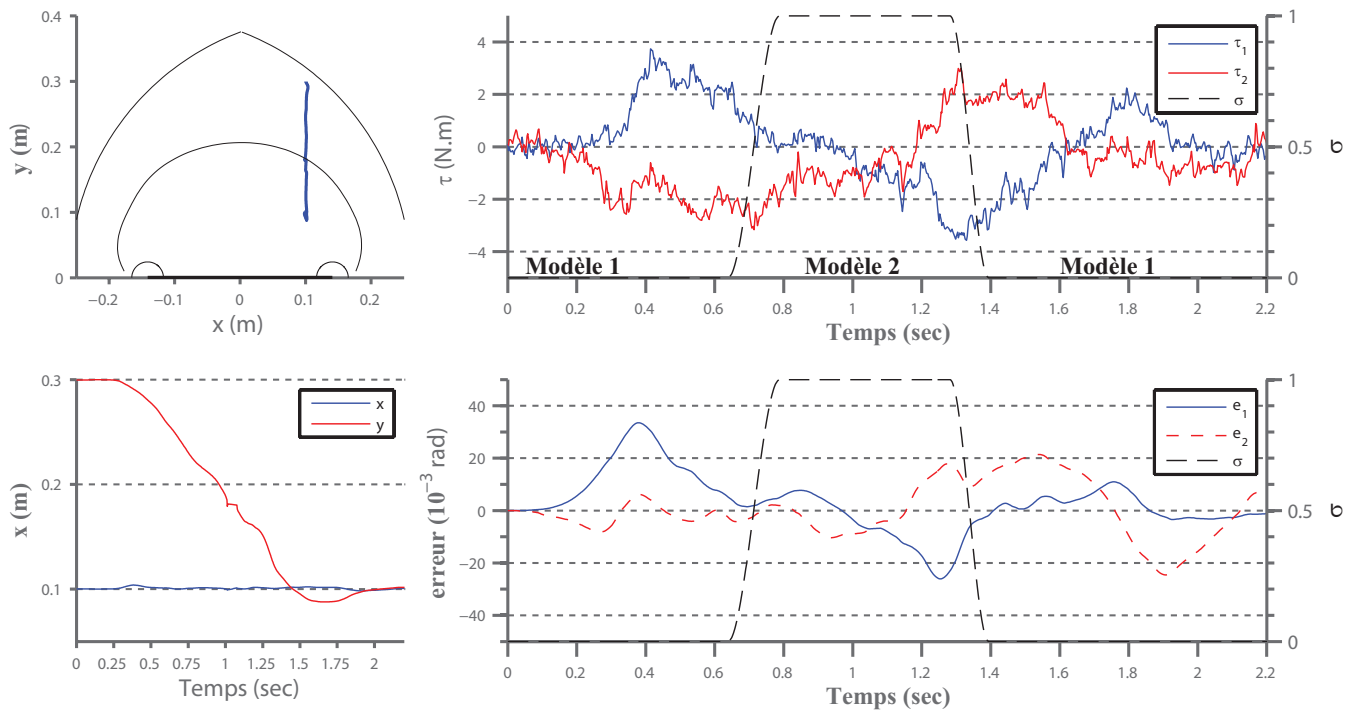 y (m)
0.4
0.3
0.2
0.1
0
−0.2
−0.1
0
0.1
0.2
x (m)
τ (N.m)
4
2
0
−2
−4
τ1
τ2
σ
Modèle 1
Modèle 2
Modèle 1
0
0.2
0.4
0.6
0.8
1
1.2
1.4
1.6
1.8
2.0
2.2
Temps (sec)
1
0.5
0
σ
x (m)
0.3
0.2
0.1
x
y
0
0.25
0.5
0.75
1
1.25
1.5
1.75
2
Temps (sec)
erreur (10⁻³ rad)
40
20
0
−20
−40
e1
e2
σ
0
0.2
0.4
0.6
0.8
1
1.2
1.4
1.6
1.8
2.0
2.2
Temps (sec)
1
0.5
0
σ